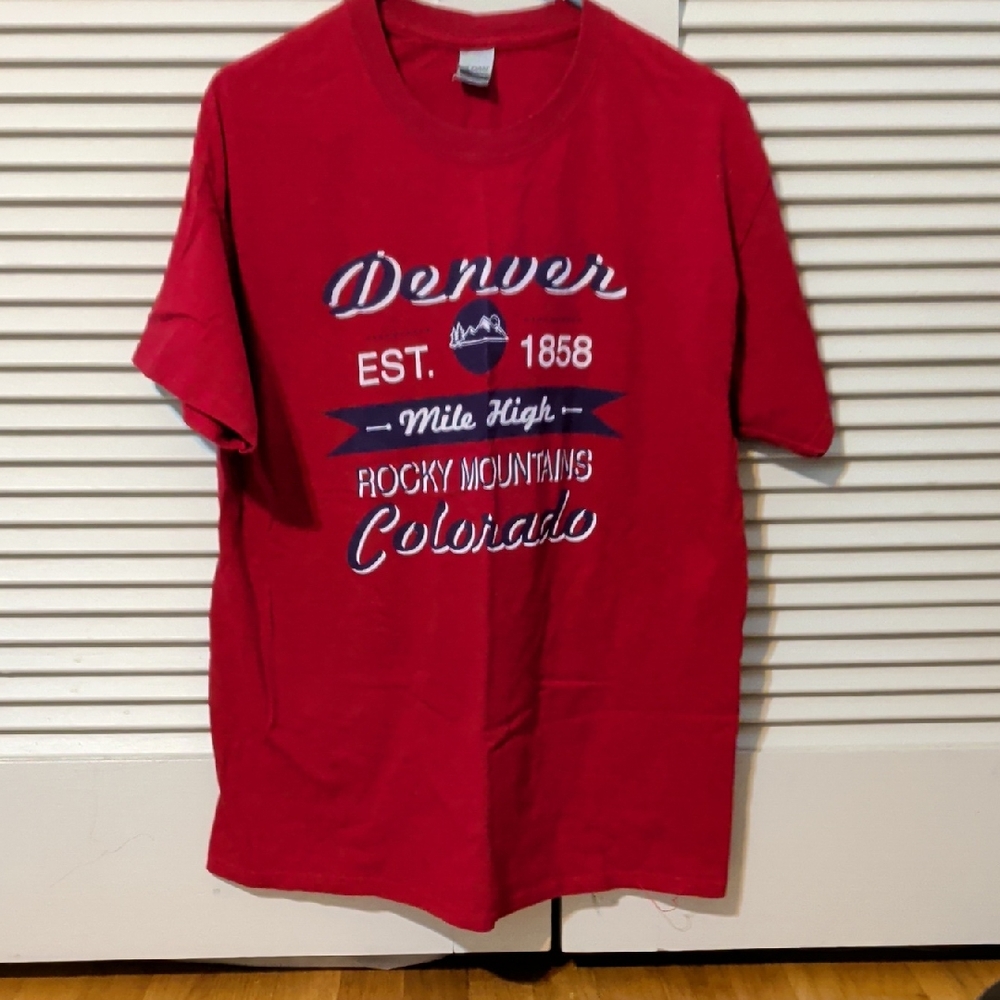 Denver
EST. 1858
Mile High
ROCKY MOUNTAINS
Colorado